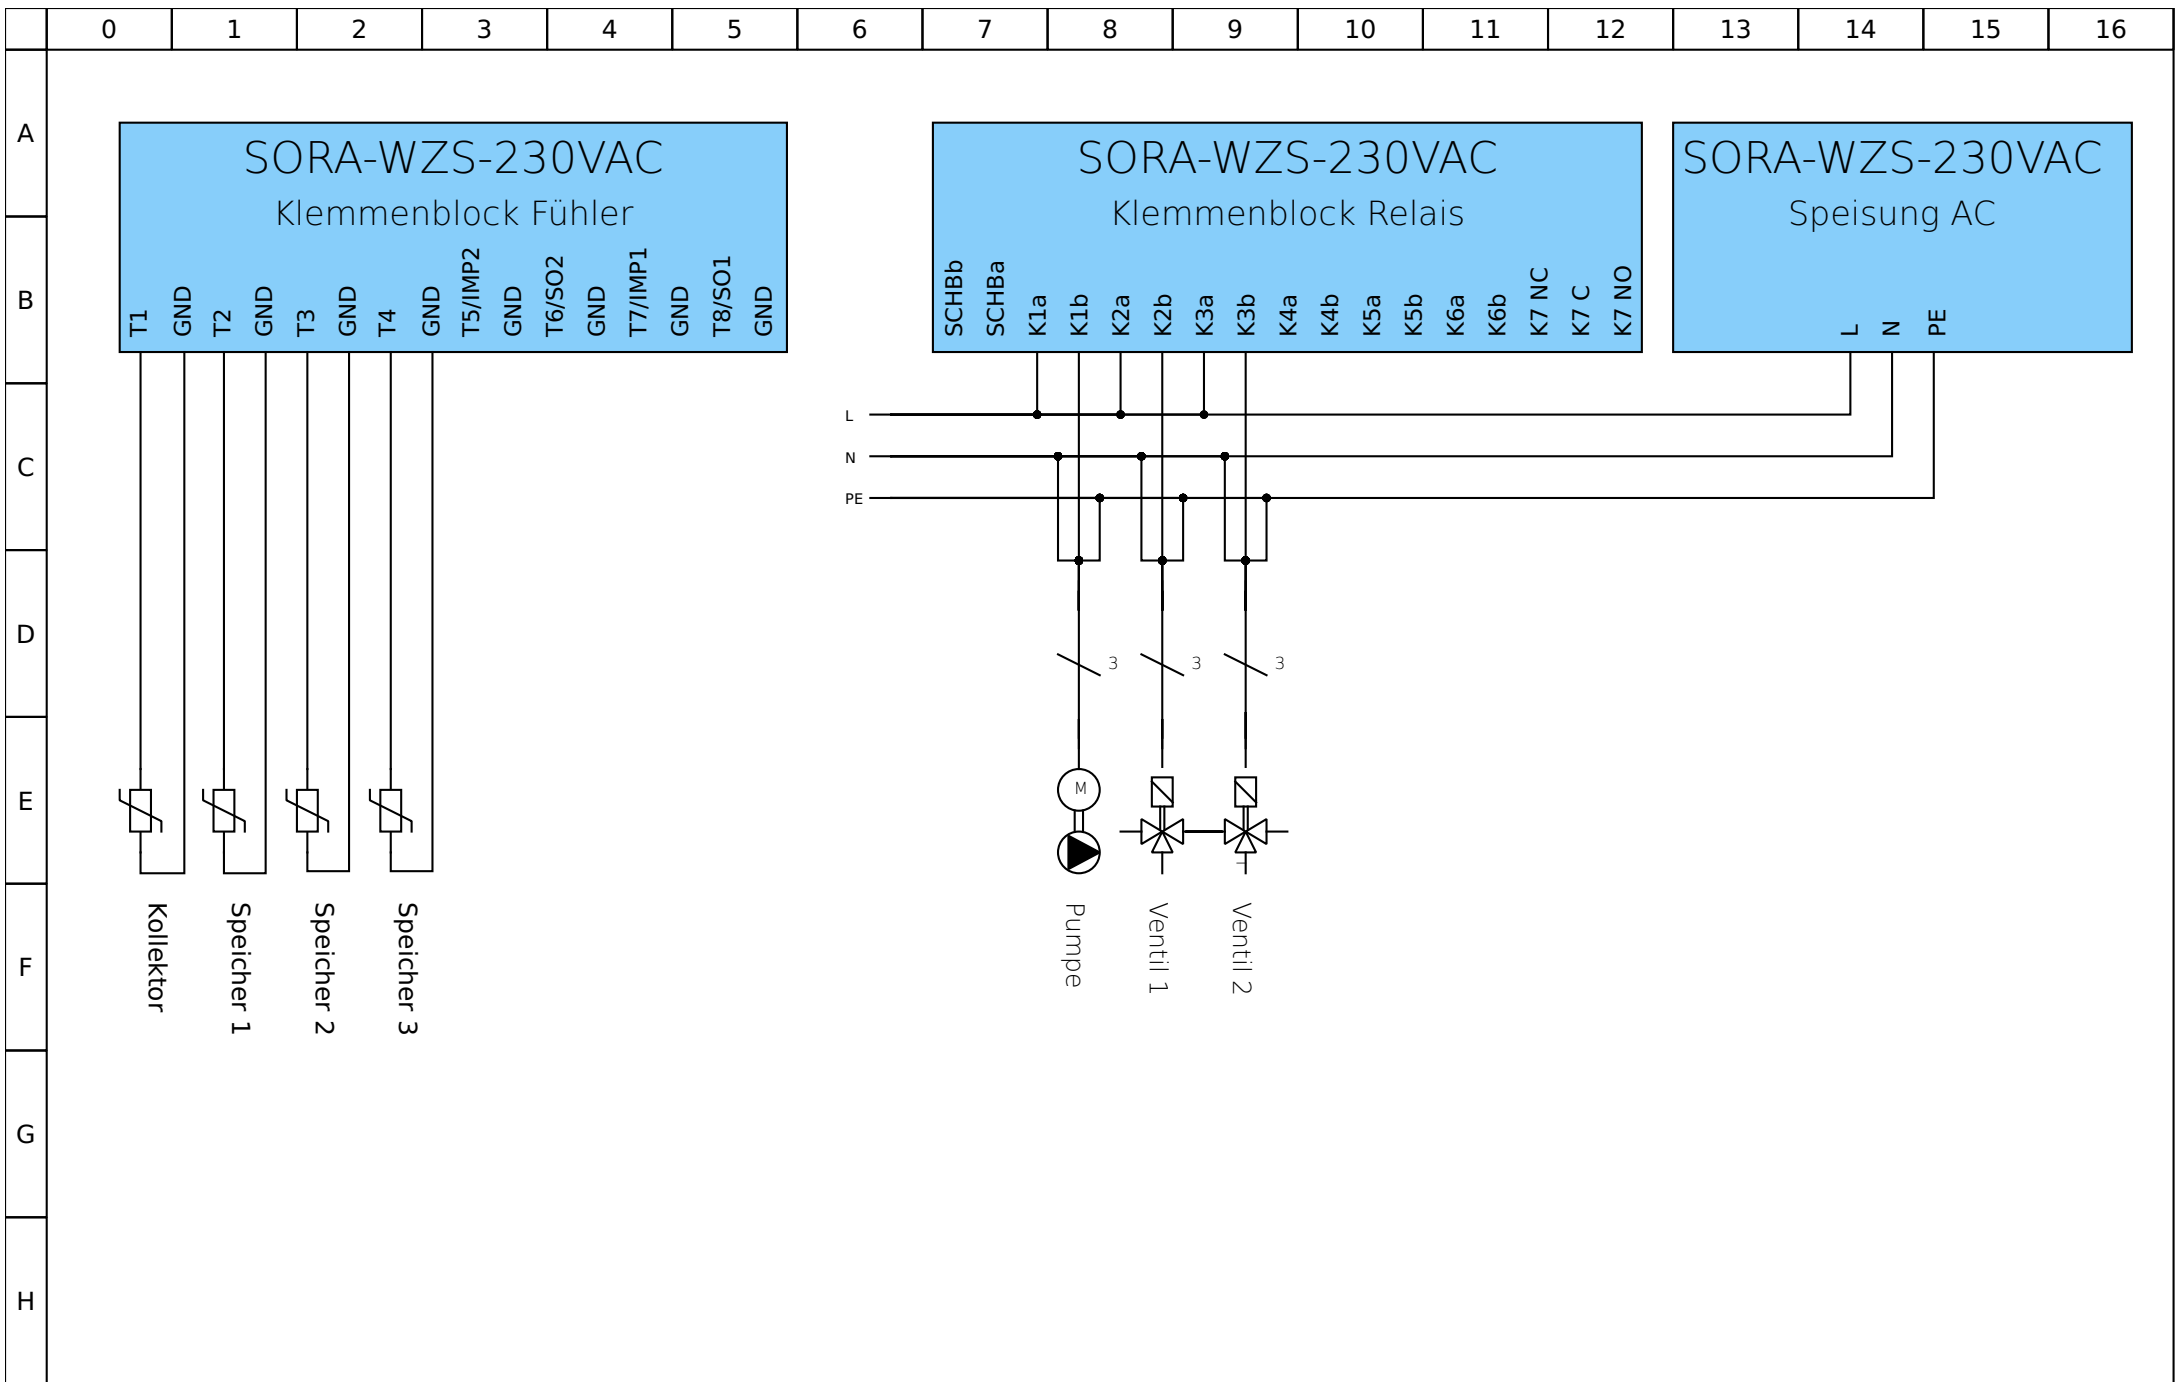 0 1 2 3 4 5 6 7 8 9 10 11 12 13 14 15 16
A
SORA-WZS-230VAC
Klemmenblock Fühler
SORA-WZS-230VAC
Klemmenblock Relais
SORA-WZS-230VAC
Speisung AC
B
T1 GND T2 GND T3 GND T4 GND T5/IMP2 GND T6/SO2 GND T7/IMP1 GND T8/SO1 GND
SCHBb SCHBa K1a K1b K2a K2b K3a K3b K4a K4b K5a K5b K6a K6b K7 NC K7 C K7 NO
L N PE
L
C
N
PE
D
3 3 3
E
M
F
Kollektor
Speicher 1
Speicher 2
Speicher 3
Pumpe
Ventil 1
Ventil 2
G
H